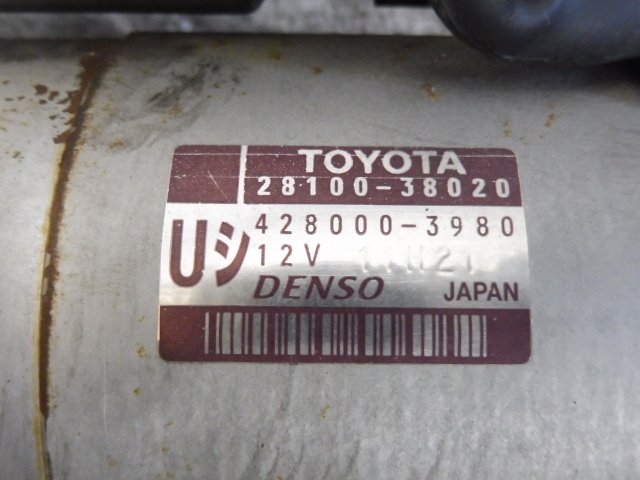 TOYOTA
28100-38020
Uシ
428000-3980
12V
DENSO JAPAN